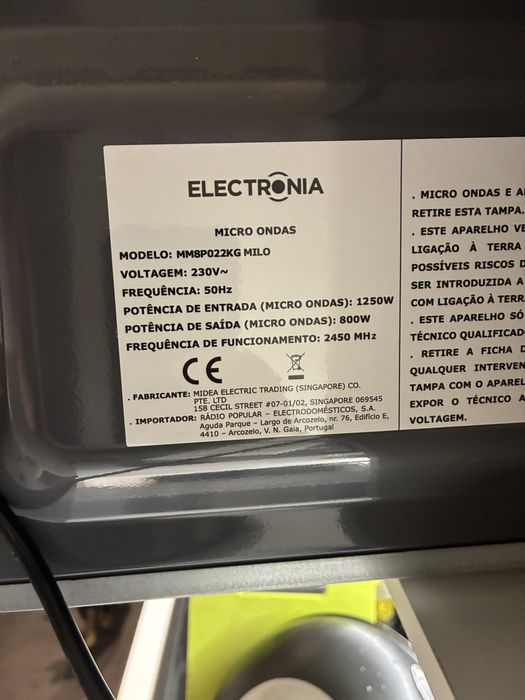 ELECTRONIA
MICRO ONDAS
MODELO: MM8P022KG MILO
VOLTAGEM: 230V~
FREQUÊNCIA: 50Hz
POTÊNCIA DE ENTRADA (MICRO ONDAS): 1250W
POTÊNCIA DE SAÍDA (MICRO ONDAS): 800W
FREQUÊNCIA DE FUNCIONAMENTO: 2450 MHz
CE
. FABRICANTE: MIDEA ELECTRIC TRADING (SINGAPORE) CO.
PTE. LTD
158 CECIL STREET #07-01/02, SINGAPORE 069545
. IMPORTADOR: RÁDIO POPULAR – ELECTRODOMÉSTICOS, S.A.
Aguda Parque – Largo de Arcozelo, nr. 76, Edifício E,
4410 – Arcozelo, V. N. Gaia, Portugal
. MICRO ONDAS E A
RETIRE ESTA TAMPA.
. ESTE APARELHO VE
LIGAÇÃO À TERRA
POSSÍVEIS RISCOS D
SER INTRODUZIDA A
COM LIGAÇÃO À TERR
. ESTE APARELHO SÓ
TÉCNICO QUALIFICAD
. RETIRE A FICHA D
QUALQUER INTERVEN
TAMPA COM O APAREL
EXPOR O TÉCNICO A
VOLTAGEM.